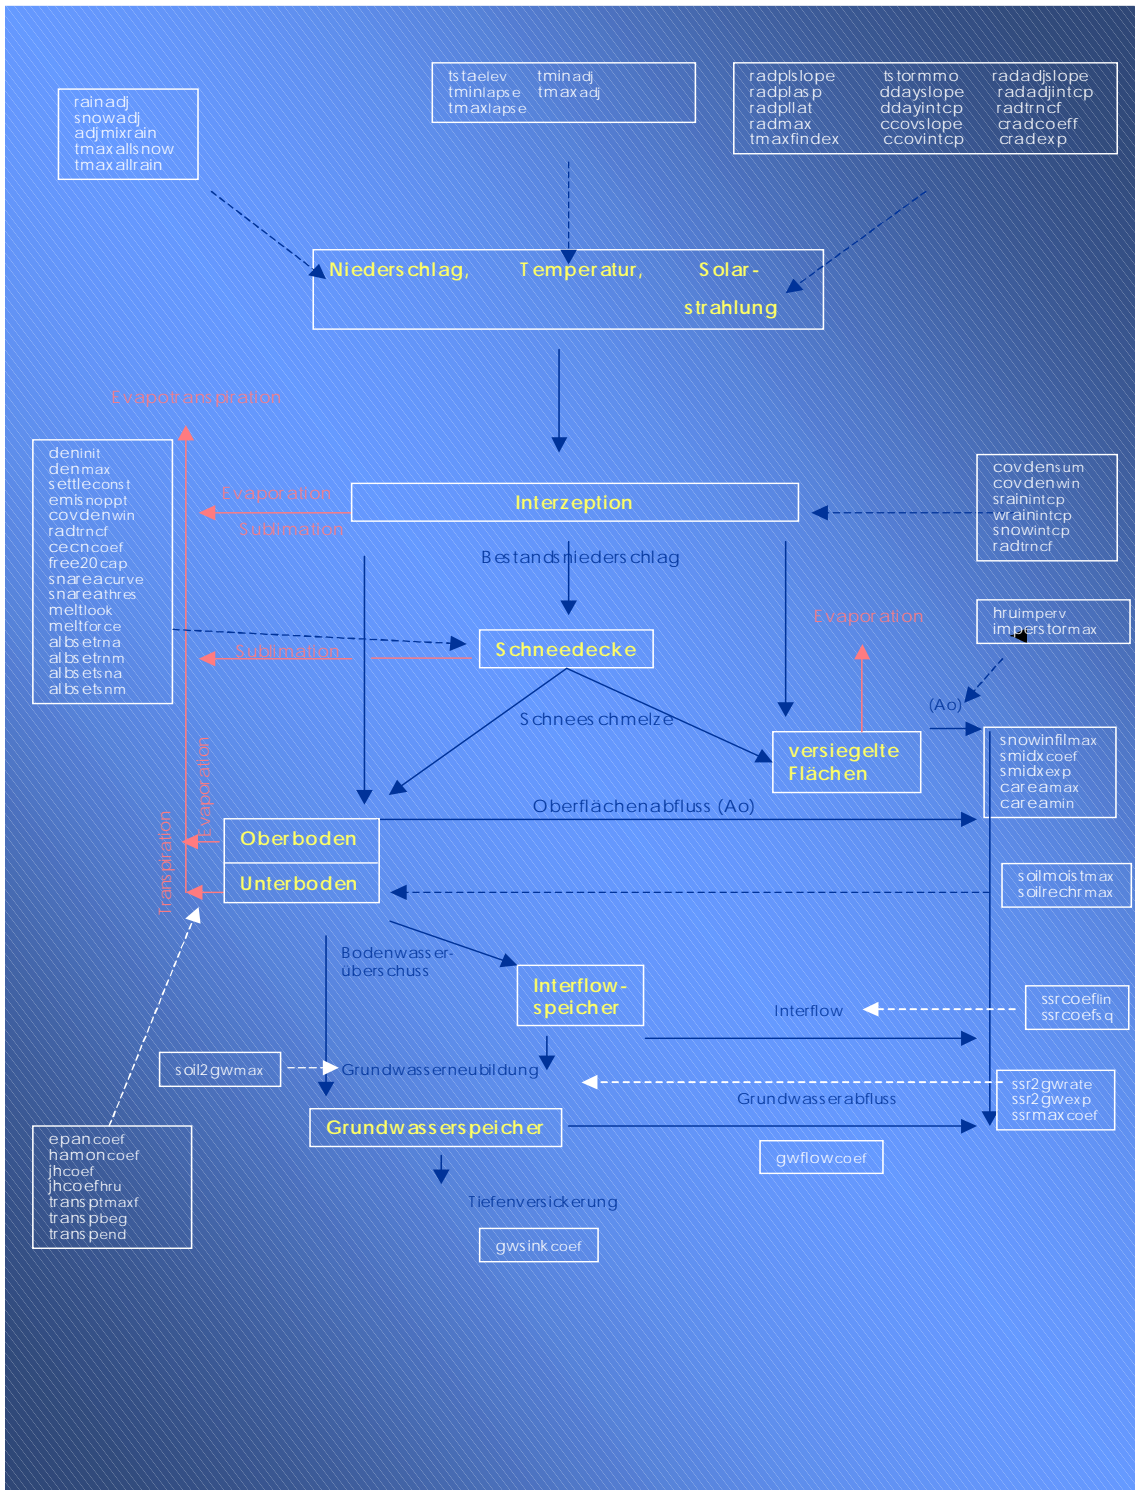 tstaelev tminadj
tminlapse tmaxadj
tmaxlapse
radplslope tstormmo radadjslope
radplasp ddayslope radadjintcp
radpllat ddayintcp radtrncf
radmax ccovslope cradcoeff
tmaxfindex ccovintcp cradexp
rainadj
snowadj
adjmixrain
tmaxallsnow
tmaxallrain
Niederschlag, Temperatur, Solar-
strahlung
Evapotranspiration
deninit
denmax
settleconst
emisnoppt
covdenwin
radtrncf
cecncoef
free20cap
snareacurve
snareathres
meltlook
meltforce
albsetrna
albsetrnm
albsetsna
albsetsnm
Evaporation
Sublimation
Interzeption
covdensum
covdenwin
srainintcp
wrainintcp
snowintcp
radtrncf
Bestandsniederschlag
Evaporation
hruimperv
imperstormax
Schneedecke
Sublimation
Schneeschmelze
(Ao)
versiegelte
Flächen
snowinfilmax
smidxcoef
smidxexp
careamax
careamin
Evaporation
Transpiration
Oberflächenabfluss (Ao)
Oberboden
Unterboden
soilmoistmax
soilrechrmax
Bodenwasser-
überschuss
Interflow-
speicher
Interflow
ssrcoeflin
ssrcoefsq
soil2gwmax
Grundwasserneubildung
ssr2gwrate
ssr2gwexp
ssrmaxcoef
Grundwasserabfluss
Grundwasserspeicher
gwflowcoef
epancoef
hamoncoef
jhcoef
jhcoefhru
transptmaxf
transpbeg
transpend
Tiefenversickerung
gwsinkcoef